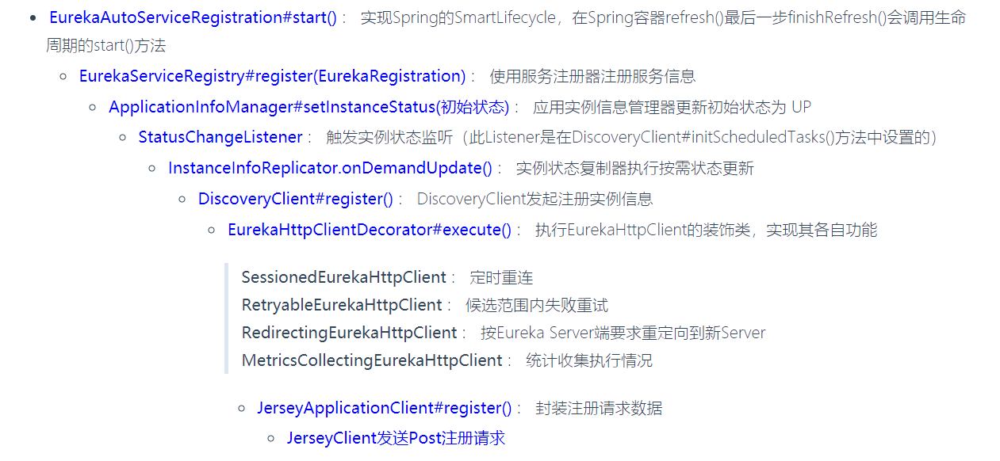 EurekaAutoServiceRegistration#start()： 实现Spring的SmartLifecycle，在Spring容器refresh()最后一步finishRefresh()会调用生命
周期的start()方法
EurekaServiceRegistry#register(EurekaRegistration)： 使用服务注册器注册服务信息
ApplicationInfoManager#setInstanceStatus(初始状态)： 应用实例信息管理器更新初始状态为 UP
StatusChangeListener： 触发实例状态监听（此Listener是在DiscoveryClient#initScheduledTasks()方法中设置的）
InstanceInfoReplicator.onDemandUpdate()： 实例状态复制器执行按需状态更新
DiscoveryClient#register()： DiscoveryClient发起注册实例信息
EurekaHttpClientDecorator#execute()： 执行EurekaHttpClient的装饰类，实现其各自功能
SessionedEurekaHttpClient： 定时重连
RetryableEurekaHttpClient： 候选范围内失败重试
RedirectingEurekaHttpClient： 按Eureka Server端要求重定向到新Server
MetricsCollectingEurekaHttpClient： 统计收集执行情况
JerseyApplicationClient#register()： 封装注册请求数据
JerseyClient发送Post注册请求